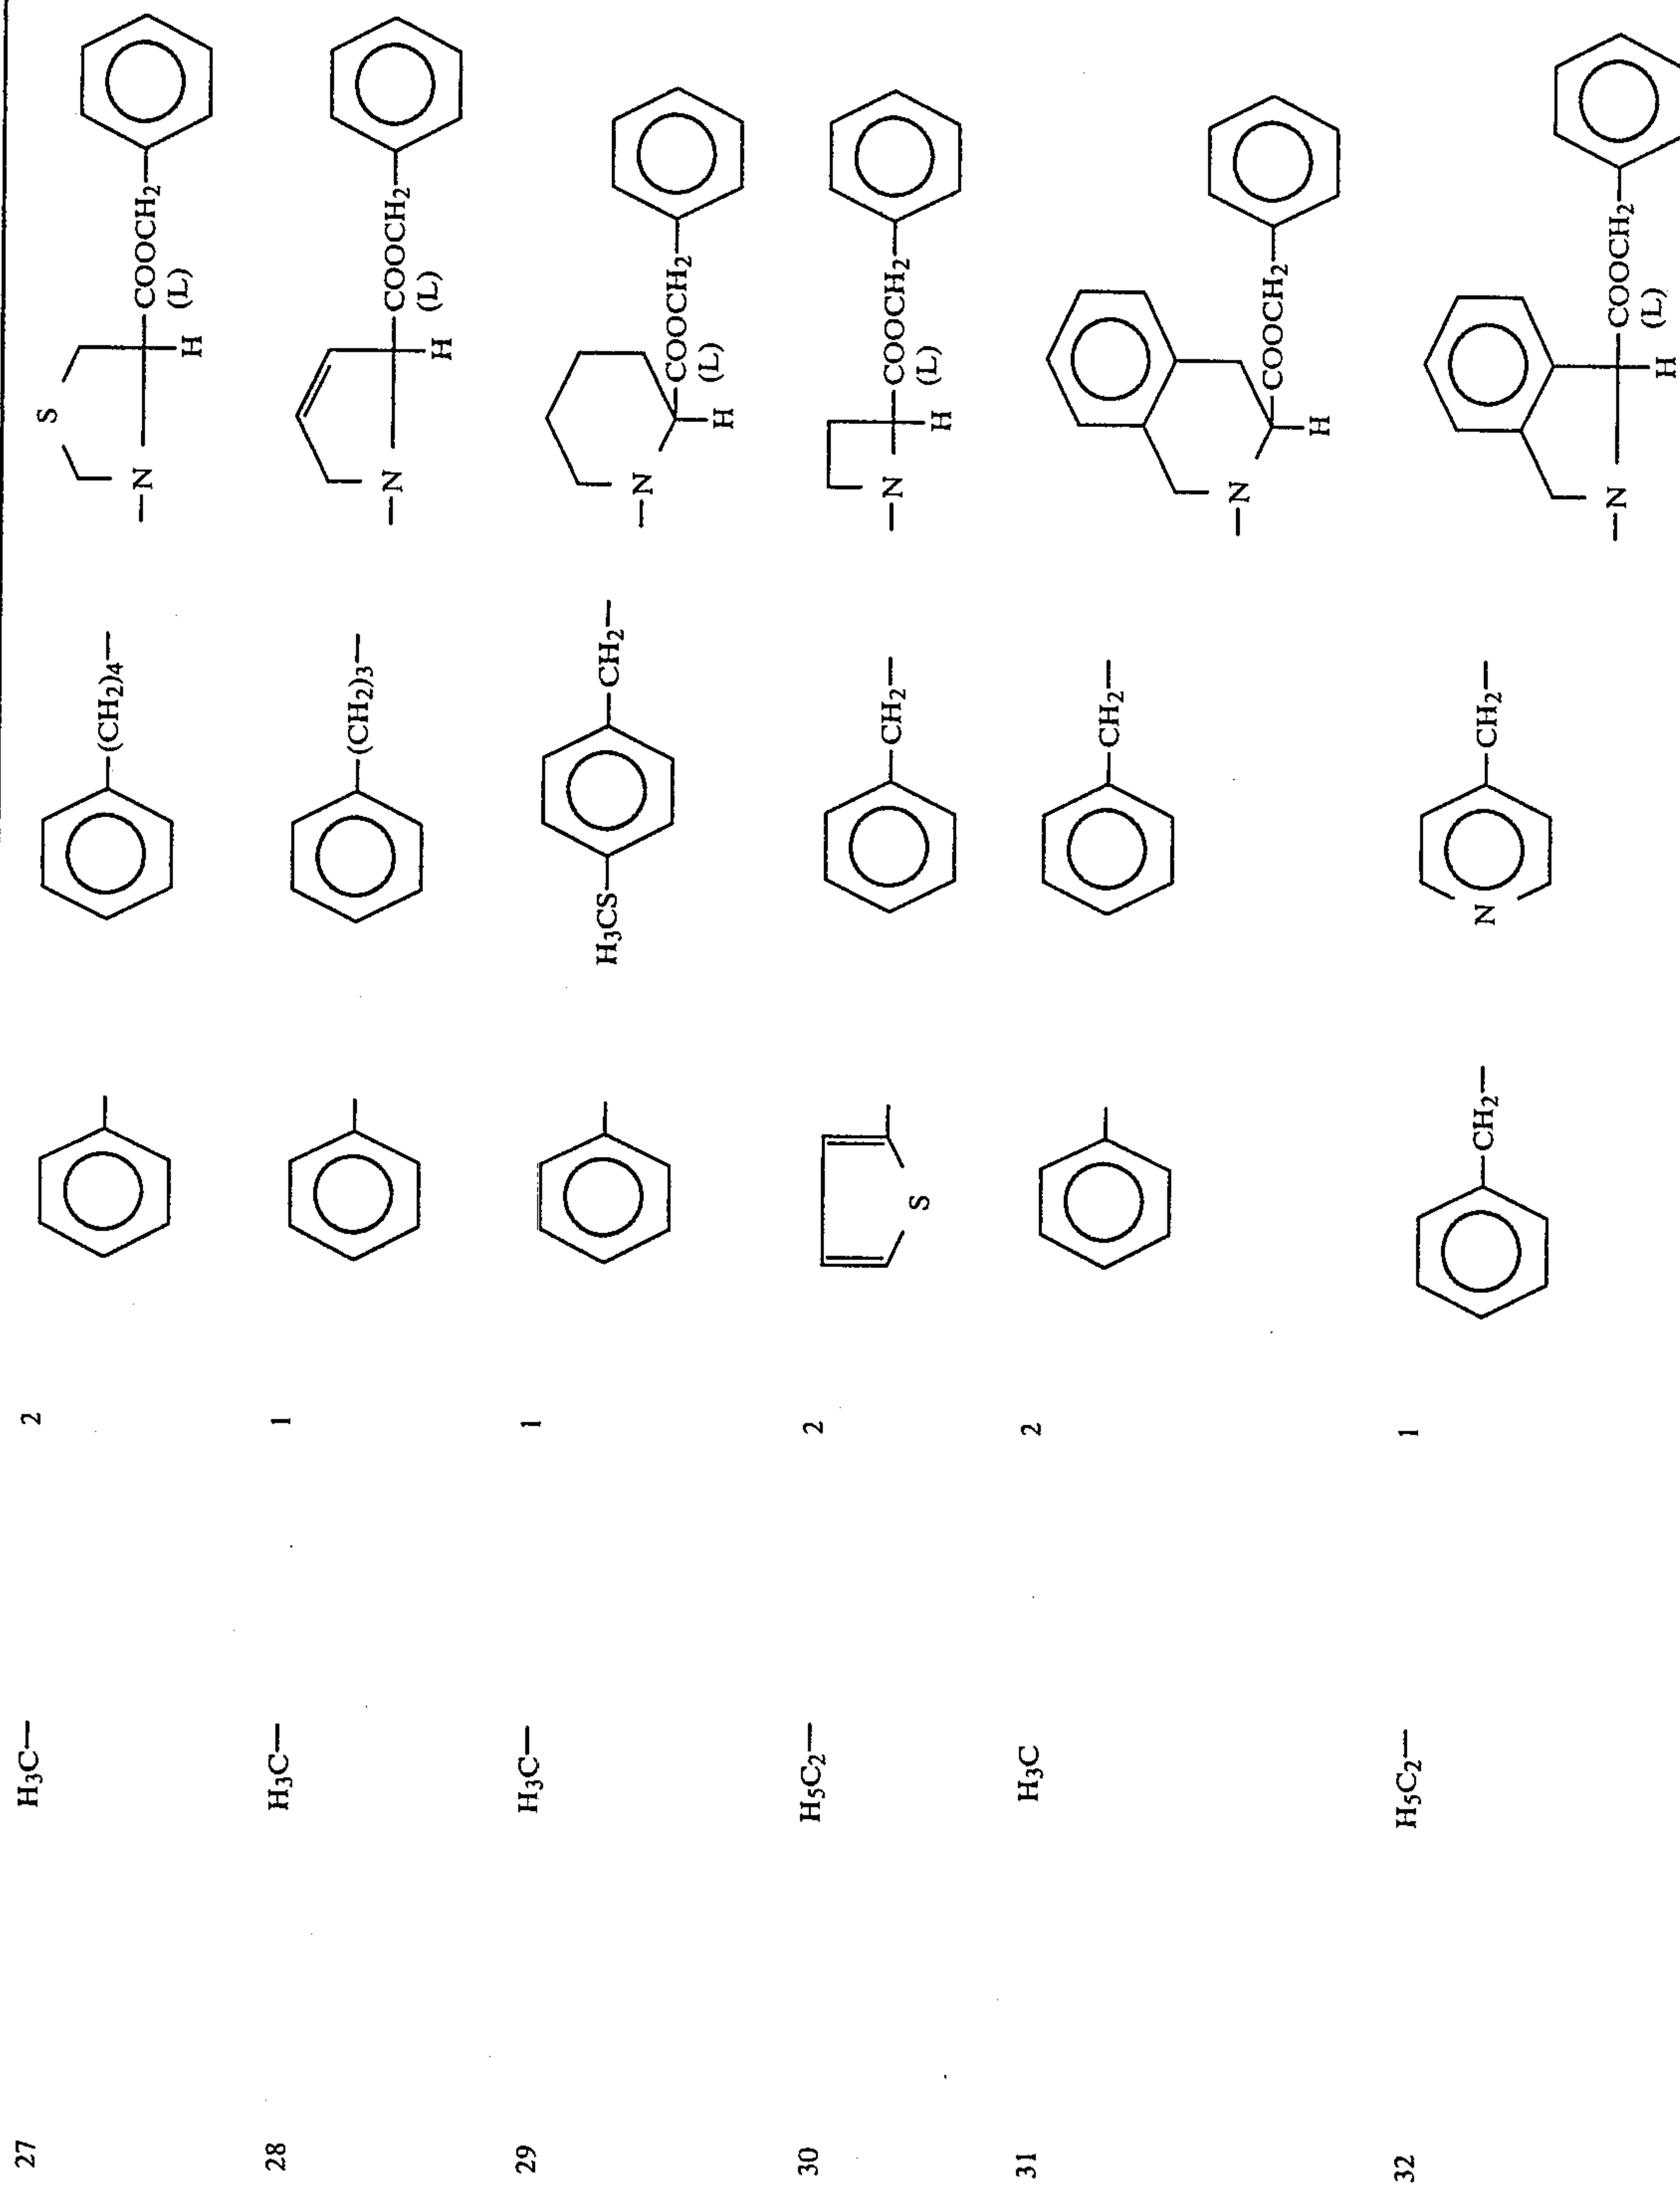 27 H3C— 2 (CH2)4— S —N COOCH2— (L) H
28 H3C— 1 (CH2)3— —N COOCH2— (L) H
29 H3C— 1 H3CS— CH2— —N COOCH2— (L) H
30 H5C2— 2 S CH2— —N COOCH2— (L) H
31 H3C 2 CH2— —N COOCH2— H
32 H5C2— 1 CH2— N CH2— —N COOCH2— (L) H